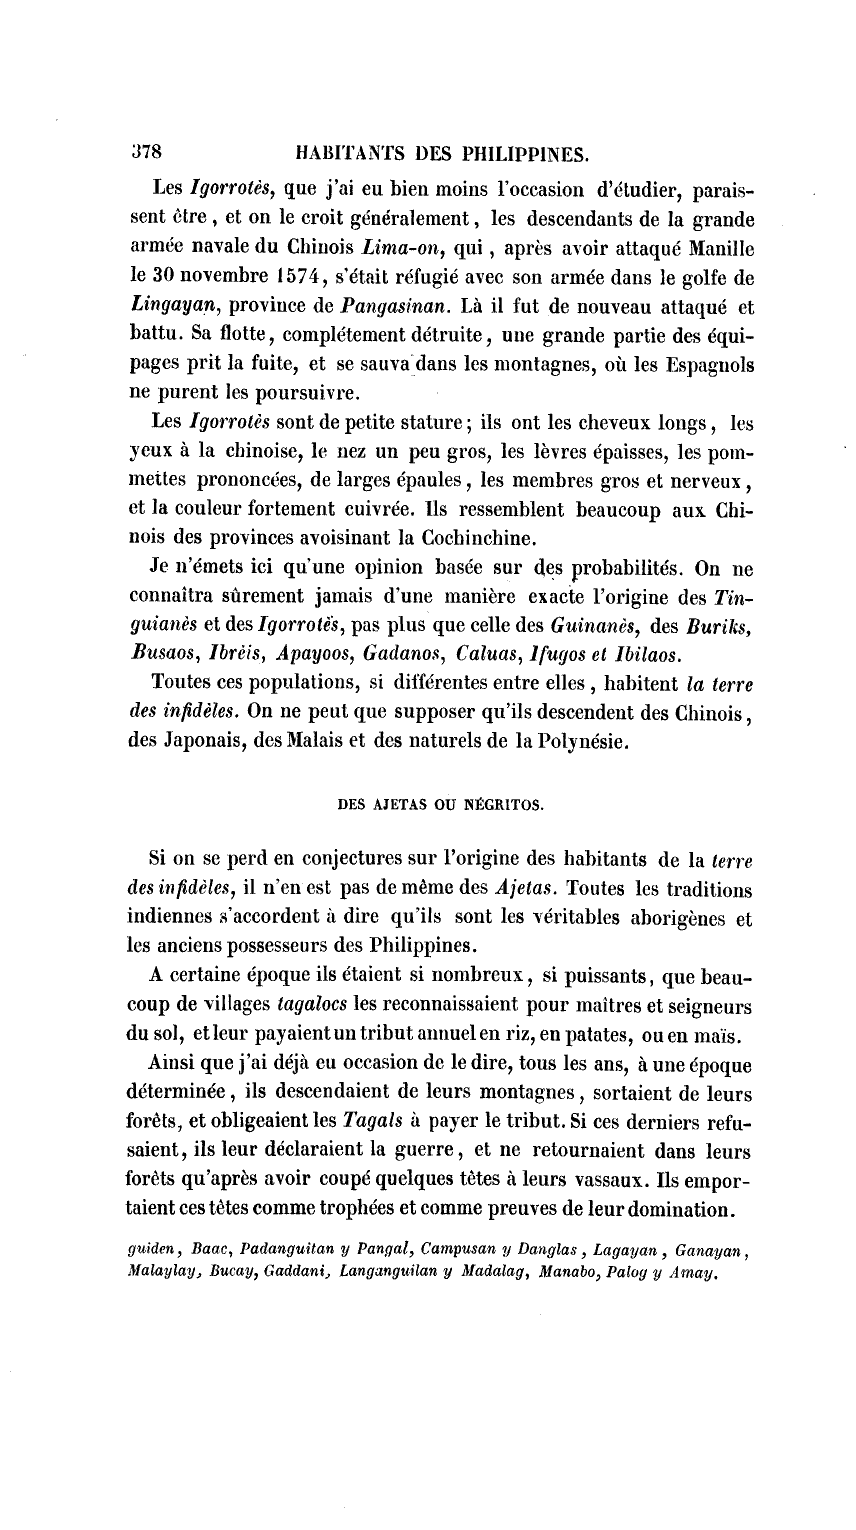 378 HABITANTS DES PHILIPPINES.
Les Igorrotès, que j'ai eu bien moins l'occasion d'étudier, parais-
sent être, et on le croit généralement, les descendants de la grande
armée navale du Chinois Lima-on, qui, après avoir attaqué Manille
le 30 novembre 1574, s'était réfugié avec son armée dans le golfe de
Lingayan, province de Pangasinan. Là il fut de nouveau attaqué et
battu. Sa flotte, complétement détruite, une grande partie des équi-
pages prit la fuite, et se sauva dans les montagnes, où les Espagnols
ne purent les poursuivre.
Les Igorrotès sont de petite stature; ils ont les cheveux longs, les
yeux à la chinoise, le nez un peu gros, les lèvres épaisses, les pom-
mettes prononcées, de larges épaules, les membres gros et nerveux,
et la couleur fortement cuivrée. Ils ressemblent beaucoup aux Chi-
nois des provinces avoisinant la Cochinchine.
Je n'émets ici qu'une opinion basée sur des probabilités. On ne
connaîtra sûrement jamais d'une manière exacte l'origine des Tin-
guianès et des Igorrotès, pas plus que celle des Guinanès, des Buriks,
Busaos, Ibrèis, Apayoos, Gadanos, Caluas, Ifugos et Ibilaos.
Toutes ces populations, si différentes entre elles, habitent la terre
des infidèles. On ne peut que supposer qu'ils descendent des Chinois,
des Japonais, des Malais et des naturels de la Polynésie.
DES AJETAS OU NÉGRITOS.
Si on se perd en conjectures sur l'origine des habitants de la terre
des infidèles, il n'en est pas de même des Ajetas. Toutes les traditions
indiennes s'accordent à dire qu'ils sont les véritables aborigènes et
les anciens possesseurs des Philippines.
A certaine époque ils étaient si nombreux, si puissants, que beau-
coup de villages tagalocs les reconnaissaient pour maîtres et seigneurs
du sol, et leur payaient un tribut annuel en riz, en patates, ou en maïs.
Ainsi que j'ai déjà eu occasion de le dire, tous les ans, à une époque
déterminée, ils descendaient de leurs montagnes, sortaient de leurs
forêts, et obligeaient les Tagals à payer le tribut. Si ces derniers refu-
saient, ils leur déclaraient la guerre, et ne retournaient dans leurs
forêts qu'après avoir coupé quelques têtes à leurs vassaux. Ils empor-
taient ces têtes comme trophées et comme preuves de leur domination.
guiden, Baac, Padanguitan y Pangal, Campusan y Danglas, Lagayan, Ganayan,
Malaylay, Bucay, Gaddani, Langanguilan y Madalag, Manabo, Palog y Amay.